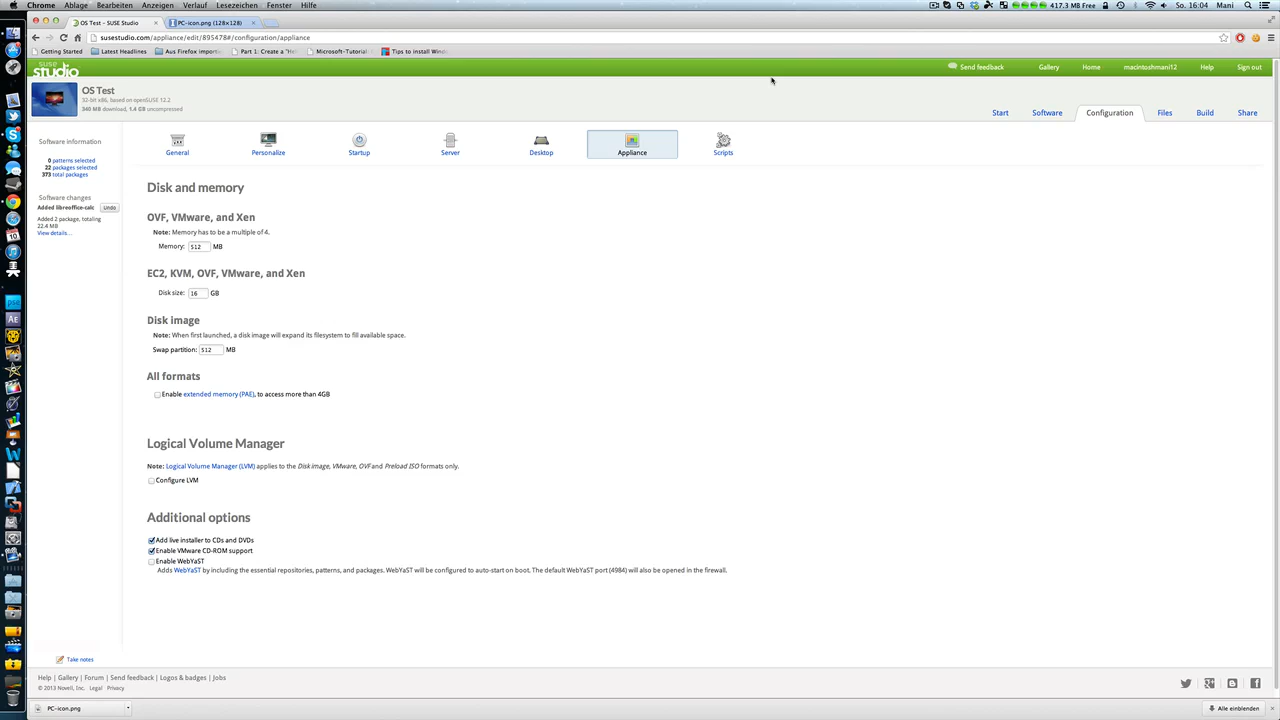 Chrome Ablage Bearbeiten Anzeigen Verlauf Lesezeichen Fenster Hilfe 417.3 MB Free So. 16:04 Mani
OS Test – SUSE Studio PC-icon.png (128×128)
susestudio.com/appliance/edit/895478#/configuration/appliance
Getting Started Latest Headlines Aus Firefox importier Part 1: Create a "H Microsoft-Tutorial Tips to install Wind
suse studio Send feedback Gallery Home macintoshmani12 Help Sign out
OS Test
32-bit x86, based on openSUSE 12.2
340 MB download, 1.4 GB uncompressed
Start Software Configuration Files Build Share
General Personalize Startup Server Desktop Appliance Scripts
Software information
0 patterns selected
22 packages selected
373 total packages
Software changes
Added libreoffice-calc Undo
Added 2 package, totaling
22.4 MB
View details...
Disk and memory
OVF, VMware, and Xen
Note: Memory has to be a multiple of 4.
Memory: 512 MB
EC2, KVM, OVF, VMware, and Xen
Disk size: 16 GB
Disk image
Note: When first launched, a disk image will expand its filesystem to fill available space.
Swap partition: 512 MB
All formats
Enable extended memory (PAE), to access more than 4GB
Logical Volume Manager
Note: Logical Volume Manager (LVM) applies to the Disk image, VMware, OVF and Preload ISO formats only.
Configure LVM
Additional options
Add live installer to CDs and DVDs
Enable VMware CD-ROM support
Enable WebYaST
Adds WebYaST by including the essential repositories, patterns, and packages. WebYaST will be configured to auto-start on boot. The default WebYaST port (4984) will also be opened in the firewall.
Take notes
Help | Gallery | Forum | Send feedback | Logos & badges | Jobs
© 2013 Novell, Inc. Legal Privacy
PC-icon.png Alle einblenden